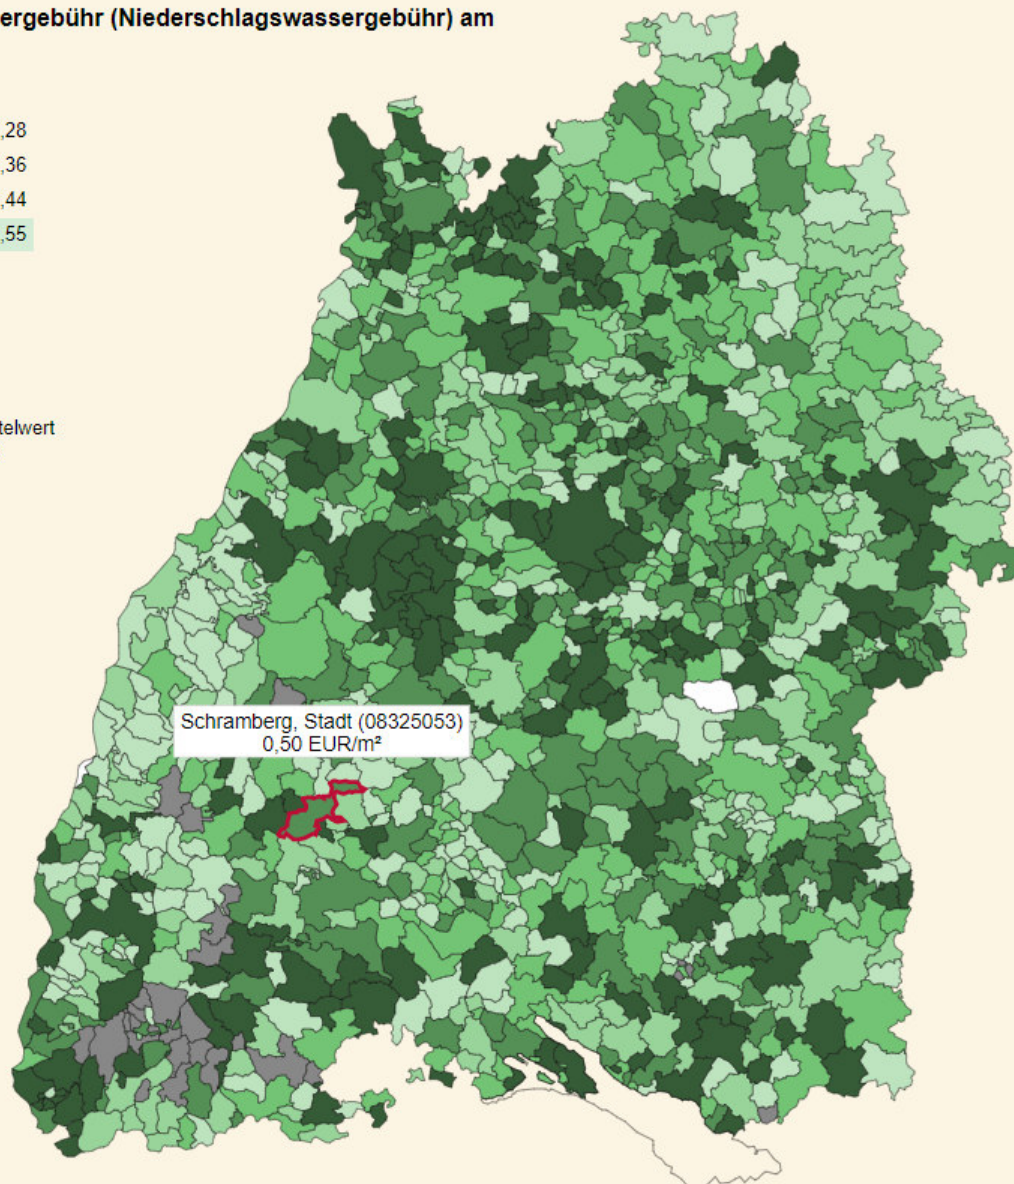 ergebühr (Niederschlagswassergebühr) am
,28
,36
,44
,55
telwert
Schramberg, Stadt (08325053)
0,50 EUR/m²